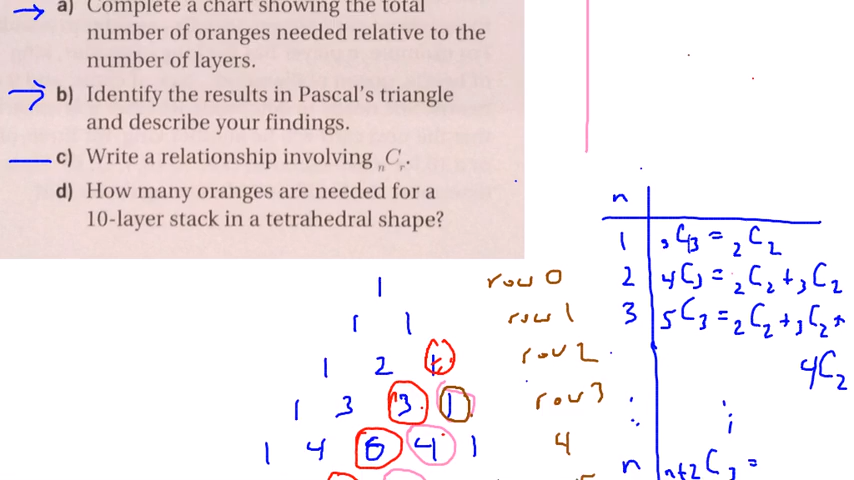 a) Complete a chart showing the total
number of oranges needed relative to the
number of layers.
b) Identify the results in Pascal's triangle
and describe your findings.
c) Write a relationship involving ₙCᵣ.
d) How many oranges are needed for a
10-layer stack in a tetrahedral shape?
n
1 ₃C₃ = ₂C₂
2 ₄C₃ = ₂C₂ + ₃C₂
3 ₅C₃ = ₂C₂ + ₃C₂ +
₄C₂
n ₙ₊₂C₃ =
1 row 0
1 1 row 1
1 2 1 row 2
1 3 3 1 row 3
1 4 6 4 1 4